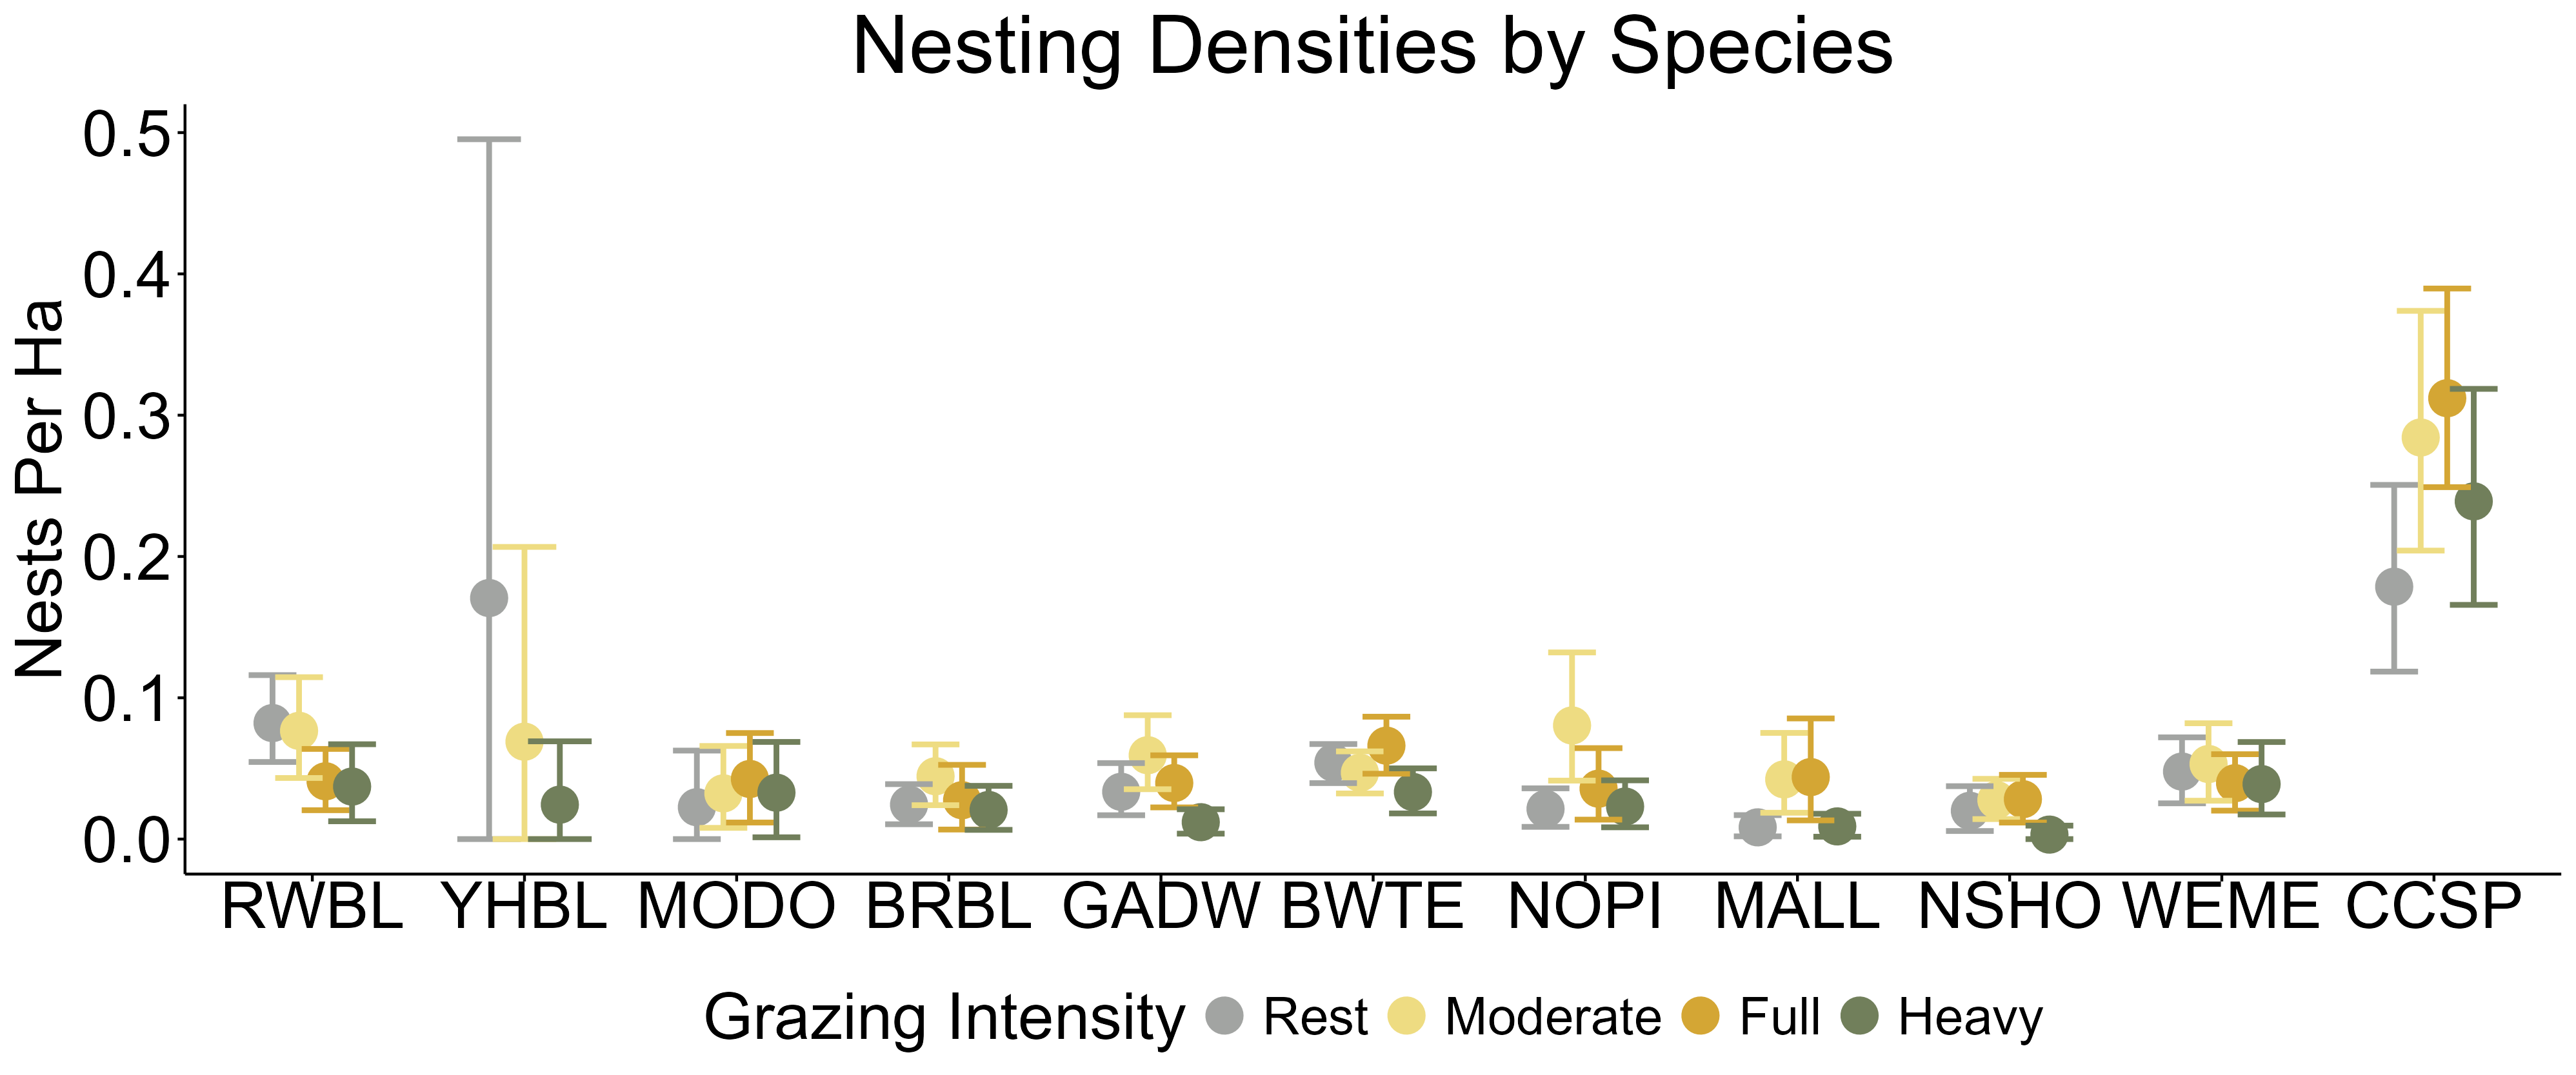 Nesting Densities by Species
Nests Per Ha
0.5
0.4
0.3
0.2
0.1
0.0
RWBL YHBL MODO BRBL GADW BWTE NOPI MALL NSHO WEME CCSP
Grazing Intensity Rest Moderate Full Heavy